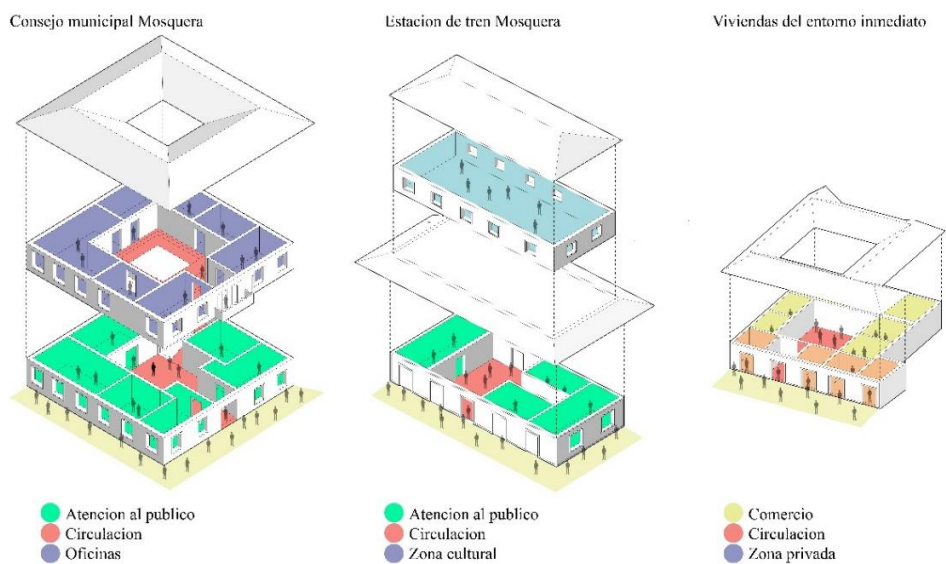 Consejo municipal Mosquera
Estacion de tren Mosquera
Viviendas del entorno inmediato
Atencion al publico
Circulacion
Oficinas
Atencion al publico
Circulacion
Zona cultural
Comercio
Circulacion
Zona privada